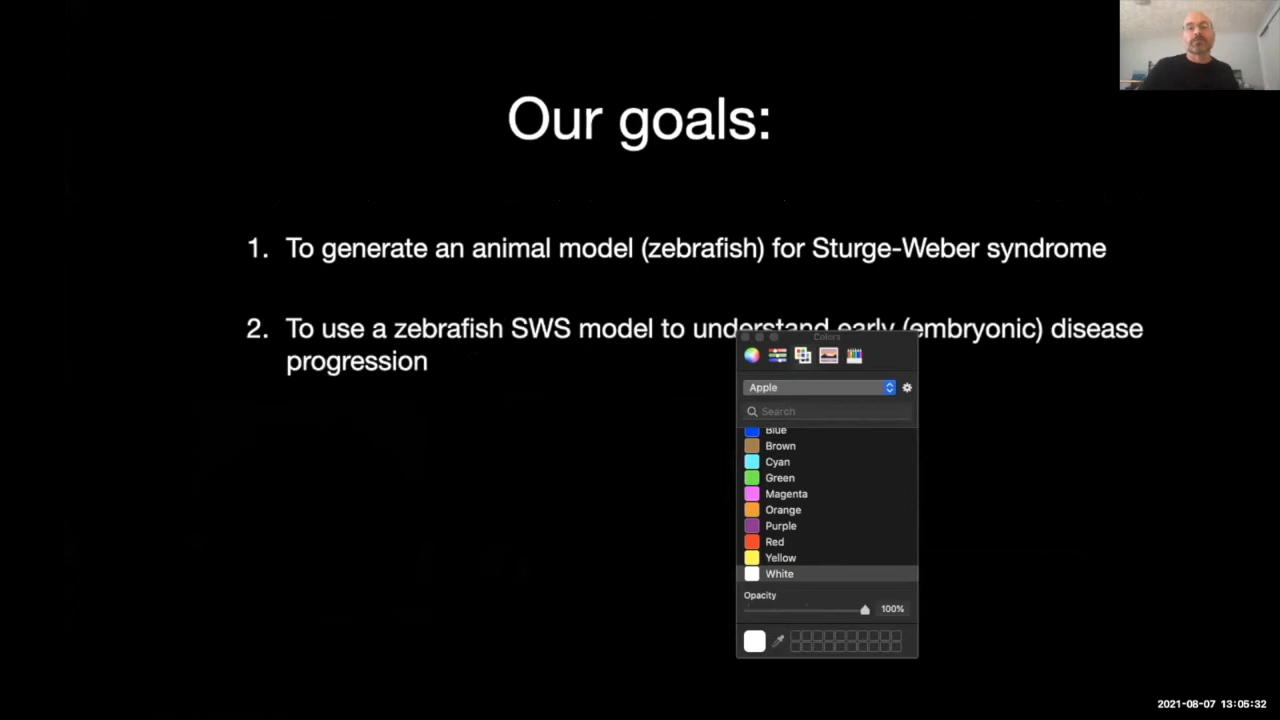 Our goals:
1. To generate an animal model (zebrafish) for Sturge-Weber syndrome
2. To use a zebrafish SWS model to understand early (embryonic) disease
progression
Colors
Apple
Search
Blue
Brown
Cyan
Green
Magenta
Orange
Purple
Red
Yellow
White
Opacity
100%
2021-08-07 13:05:32